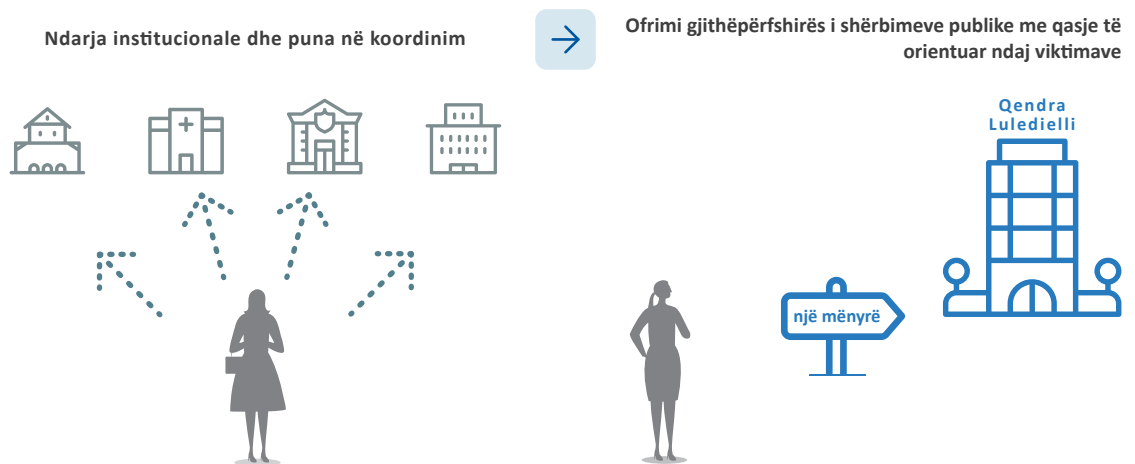 Ndarja institucionale dhe puna në koordinim
Ofrimi gjithëpërfshirës i shërbimeve publike me qasje të
orientuar ndaj viktimave
Qendra
Luledielli
një mënyrë